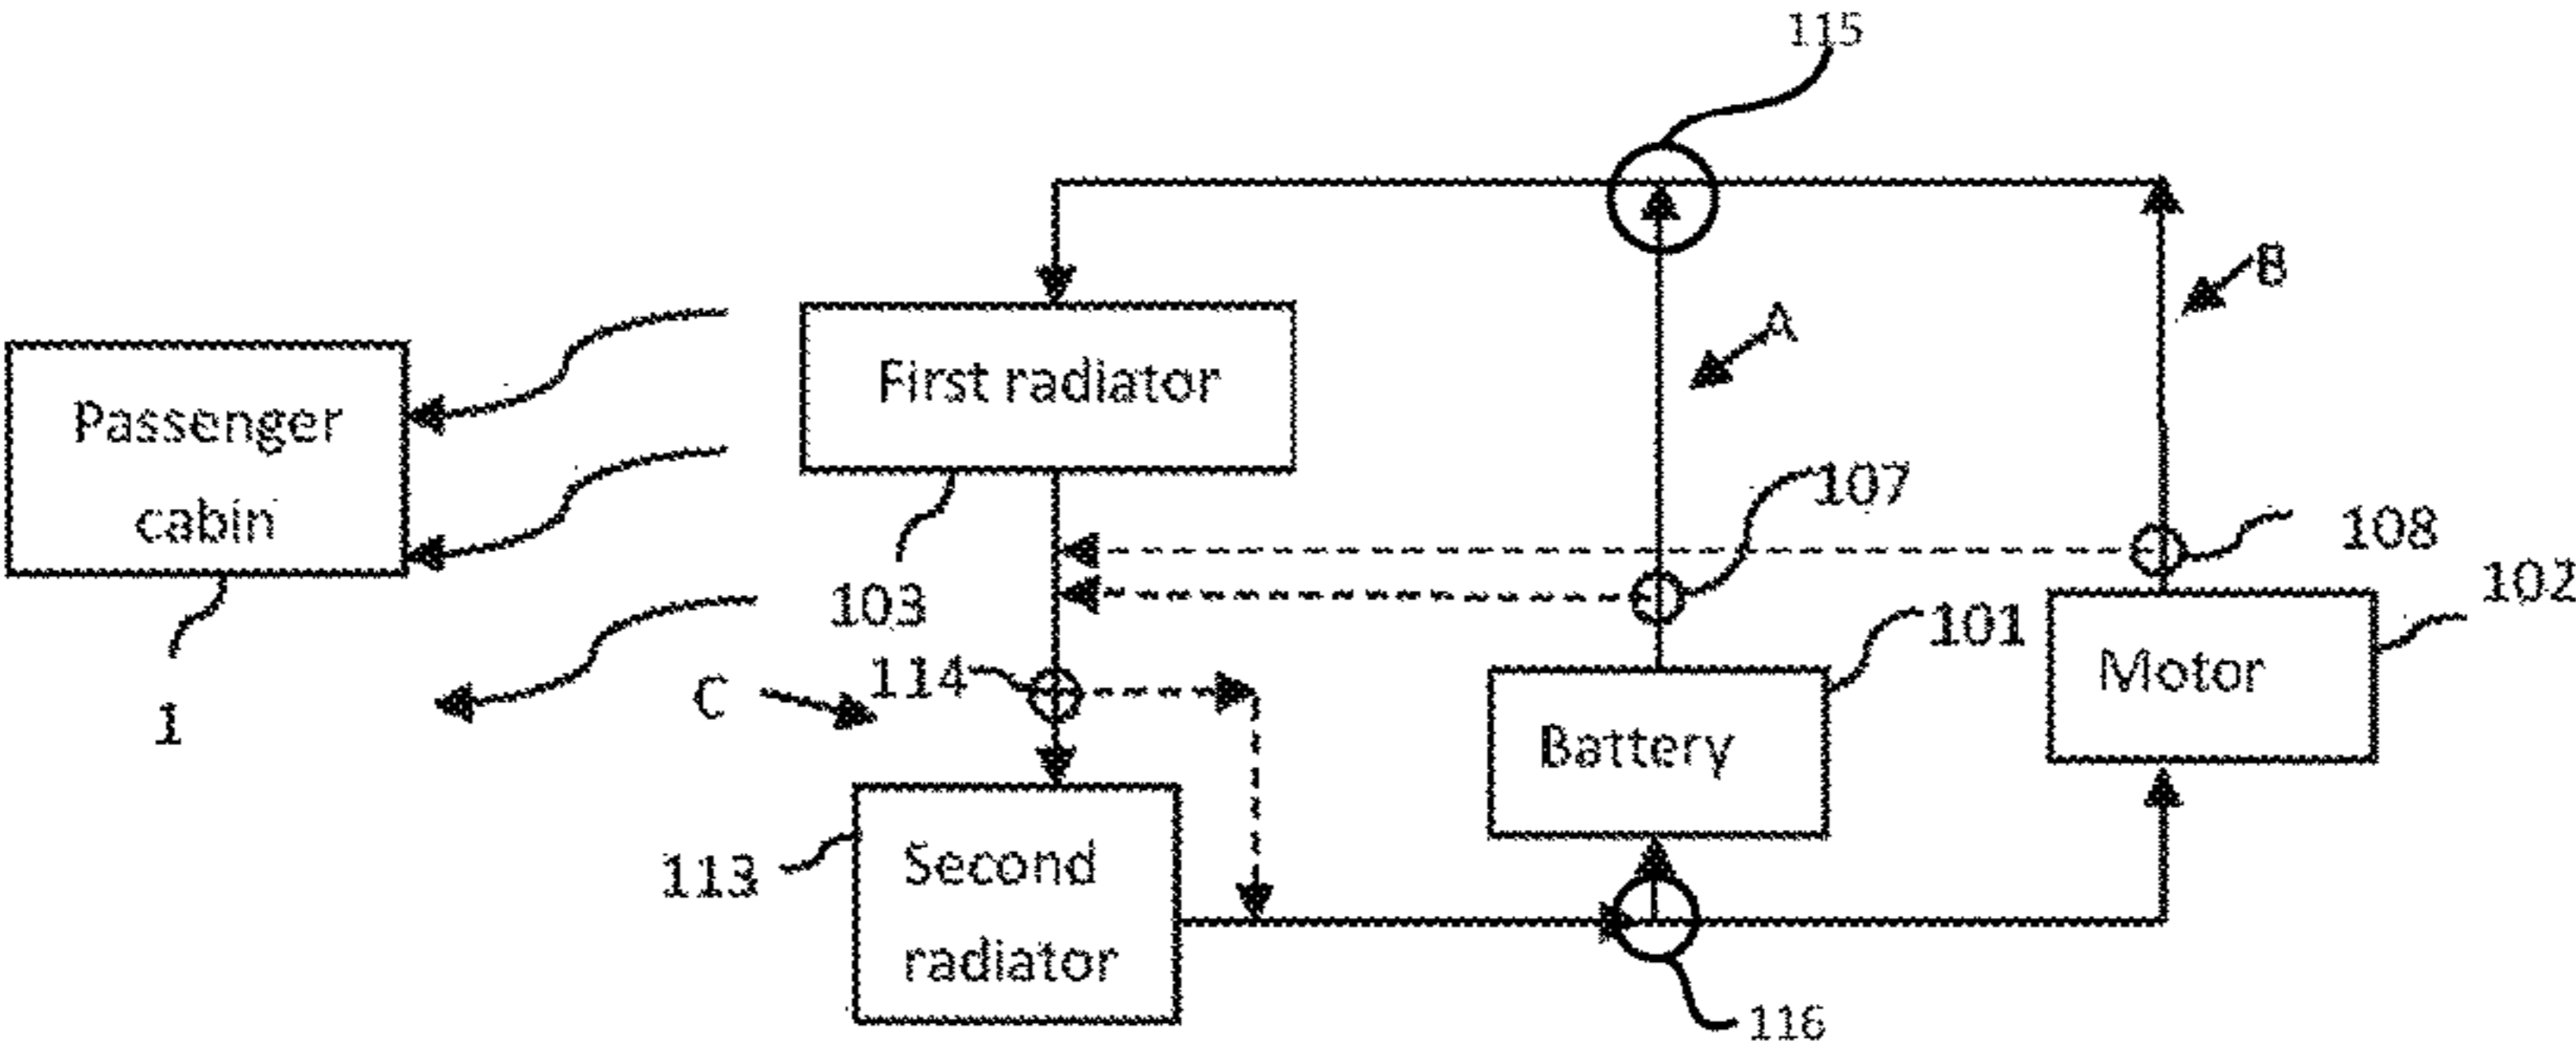 115
B
A
First radiator
Passenger
cabin
107
108
103
102
101
114
C
1
Motor
Battery
113
Second
radiator
116